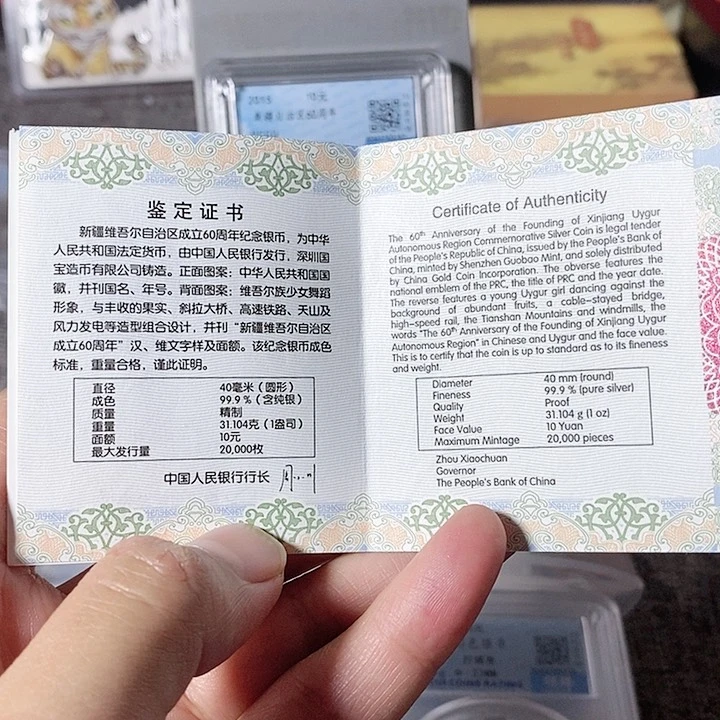 2015 10元
鉴定证书
新疆维吾尔自治区成立60周年纪念银币，为中华
人民共和国法定货币，由中国人民银行发行，深圳国
宝造币有限公司铸造。正面图案：中华人民共和国国
徽，并刊国名、年号。背面图案：维吾尔族少女舞蹈
形象，与丰收的果实、斜拉大桥、高速铁路、天山及
风力发电等造型组合设计，并刊“新疆维吾尔自治区
成立60周年”汉、维文字样及面额。该纪念银币成色
标准，重量合格，谨此证明。
直径 40毫米（圆形）
成色 99.9％（含纯银）
质量 精制
重量 31.104克（1盎司）
面额 10元
最大发行量 20,000枚
中国人民银行行长
Certificate of Authenticity
The 60th Anniversary of the Founding of Xinjiang Uygur
Autonomous Region Commemorative Silver Coin is legal tender
of the People's Republic of China, issued by the People's Bank of
China, minted by Shenzhen Guobao Mint, and solely distributed
by China Gold Coin Incorporation. The obverse features the
national emblem of the PRC, the title of PRC and the year date.
The reverse features a young Uygur girl dancing against the
background of abundant fruits, a cable-stayed bridge,
high-speed rail, the Tianshan Mountains and windmills, the
words "The 60th Anniversary of the Founding of Xinjiang Uygur
Autonomous Region" in Chinese and Uygur and the face value.
This is to certify that the coin is up to standard as to its fineness
and weight.
Diameter 40 mm (round)
Fineness 99.9 % (pure silver)
Quality Proof
Weight 31.104 g (1 oz)
Face Value 10 Yuan
Maximum Mintage 20,000 pieces
Zhou Xiaochuan
Governor
The People's Bank of China